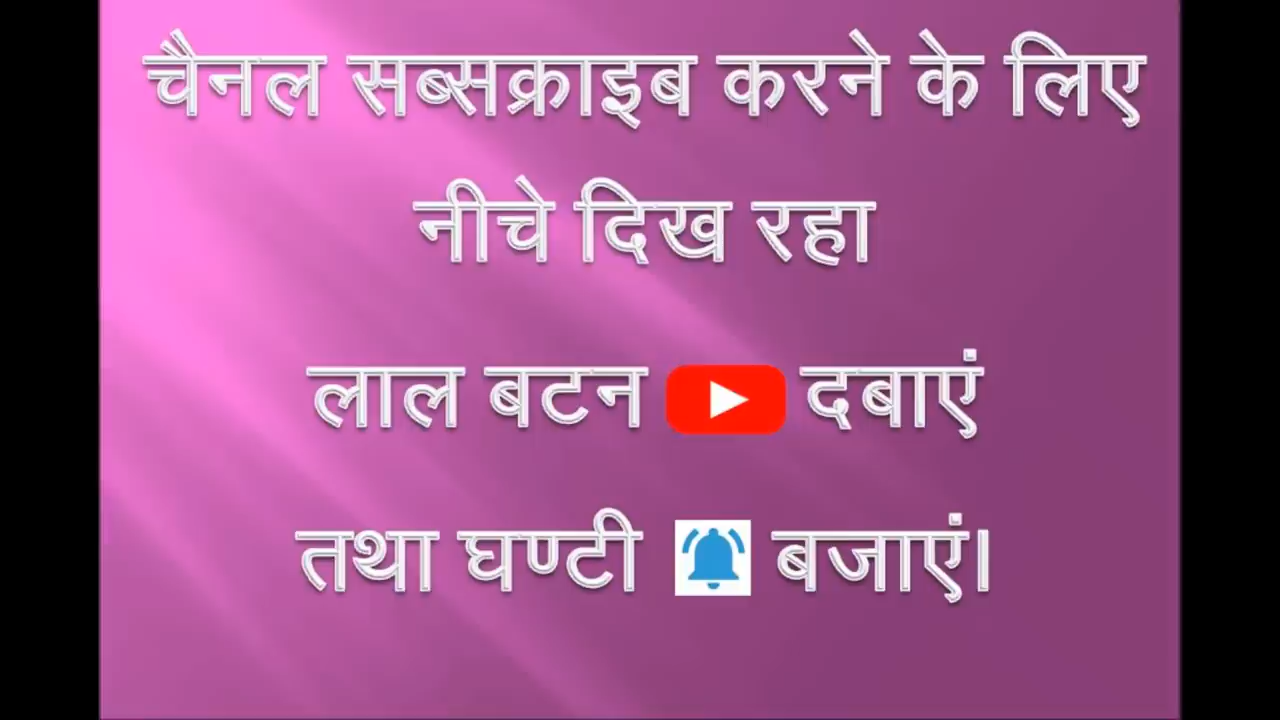 चैनल सब्सक्राइब करने के लिए
नीचे दिख रहा
लाल बटन दबाएं
तथा घण्टी बजाएं।